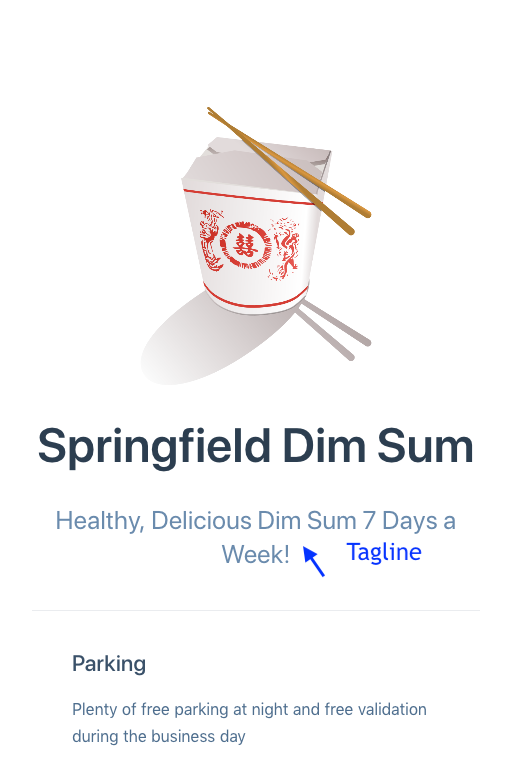 囍
Springfield Dim Sum
Healthy, Delicious Dim Sum 7 Days a
Week!
Tagline
Parking
Plenty of free parking at night and free validation
during the business day